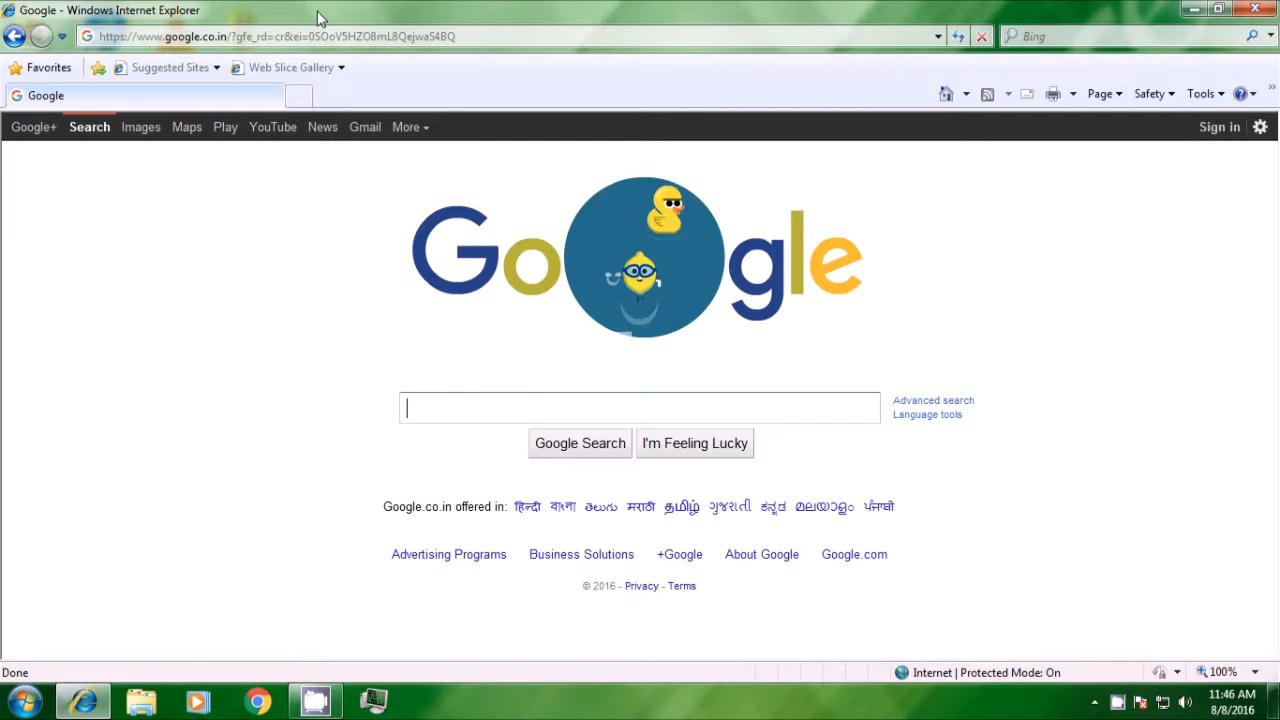 Google - Windows Internet Explorer
https://www.google.co.in/?gfe_rd=cr&ei=0SOoV5HZO8mL8QejwaS4BQ
Bing
Favorites Suggested Sites Web Slice Gallery
Google
Page Safety Tools
Google+ Search Images Maps Play YouTube News Gmail More Sign in
Google
Advanced search
Language tools
Google Search I'm Feeling Lucky
Google.co.in offered in: हिन्दी বাংলা తెలుగు मराठी தமிழ் ગુજરાતી ಕನ್ನಡ മലയാളം ਪੰਜਾਬੀ
Advertising Programs Business Solutions +Google About Google Google.com
© 2016 - Privacy - Terms
Done Internet | Protected Mode: On 100%
11:46 AM
8/8/2016